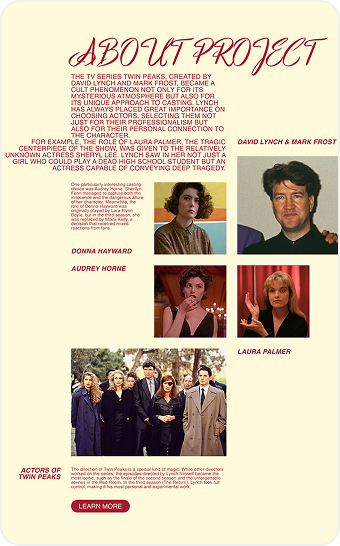 ABOUT PROJECT
THE TV SERIES TWIN PEAKS, CREATED BY
DAVID LYNCH AND MARK FROST, BECAME A
CULT PHENOMENON NOT ONLY FOR ITS
MYSTERIOUS ATMOSPHERE BUT ALSO FOR
ITS UNIQUE APPROACH TO CASTING. LYNCH
HAS ALWAYS PLACED GREAT IMPORTANCE ON
CHOOSING ACTORS, SELECTING THEM NOT
JUST FOR THEIR PROFESSIONALISM BUT
ALSO FOR THEIR PERSONAL CONNECTION TO
THE CHARACTER.
FOR EXAMPLE, THE ROLE OF LAURA PALMER, THE TRAGIC
CENTERPIECE OF THE SHOW, WAS GIVEN TO THE RELATIVELY
UNKNOWN ACTRESS SHERYL LEE. LYNCH SAW IN HER NOT JUST A
GIRL WHO COULD PLAY A DEAD HIGH SCHOOL STUDENT BUT AN
ACTRESS CAPABLE OF CONVEYING DEEP TRAGEDY.
DAVID LYNCH & MARK FROST
One particularly interesting casting
choice was Audrey Horne. Sherilyn
Fenn managed to capture both the
innocence and the dangerous allure
of her character. Meanwhile, the
role of Donna Hayward was
originally played by Lara Flynn
Boyle, but in the third season, she
was replaced by Moira Kelly, a
decision that received mixed
reactions from fans.
DONNA HAYWARD
AUDREY HORNE
LAURA PALMER
ACTORS OF
TWIN PEAKS
The direction of Twin Peaks is a special kind of magic. While other directors
worked on the series, the episodes directed by Lynch himself became the
most iconic, such as the finale of the second season and the unforgettable
scenes in the Red Room. In the third season (The Return), Lynch took full
control, making it his most personal and experimental work.
LEARN MORE